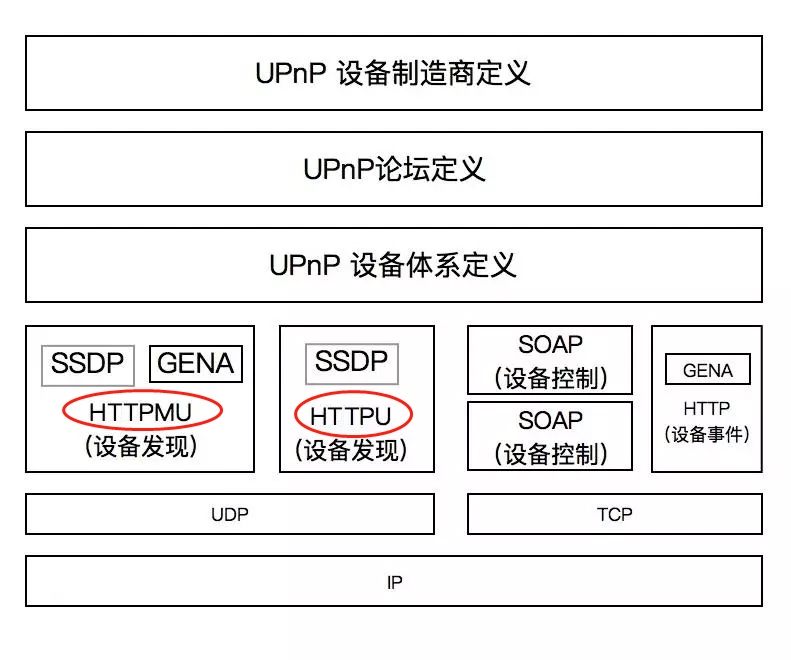 UPnP 设备制造商定义
UPnP论坛定义
UPnP 设备体系定义
SSDP GENA
HTTPMU
(设备发现)
SSDP
HTTPU
(设备发现)
SOAP
(设备控制)
SOAP
(设备控制)
GENA
HTTP
(设备事件)
UDP
TCP
IP